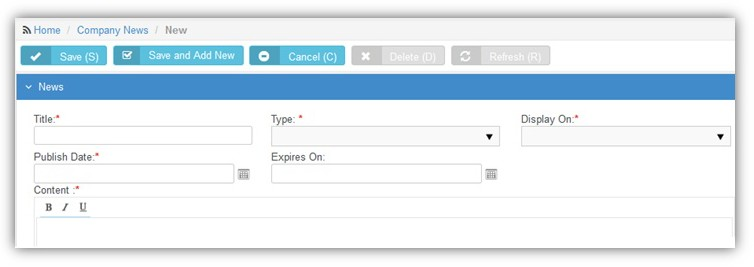 Home / Company News / New
Save (S) Save and Add New Cancel (C) Delete (D) Refresh (R)
News
Title:* Type: * Display On:*
Publish Date:* Expires On:
Content :*
B I U